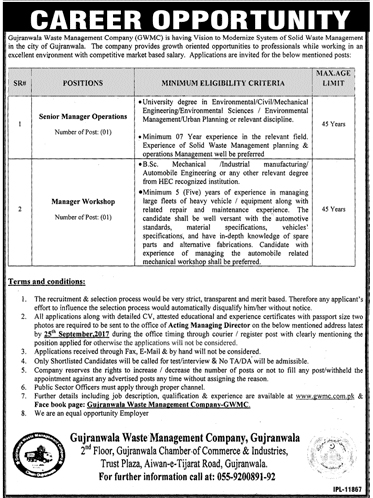 CAREER OPPORTUNITY
Gujranwala Waste Management Company (GWMC) is having Vision to Modernize System of Solid Waste Management
in the city of Gujranwala. The company provides growth oriented opportunities to professionals while working in an
excellent environment with competitive market based salary. Applications are invited for the below mentioned posts:
SR# POSITIONS MINIMUM ELIGIBILITY CRITERIA MAX.AGE LIMIT
1
Senior Manager Operations
Number of Post: (01)
•University degree in Environmental/Civil/Mechanical
Engineering/Environmental Sciences / Environmental
Management/Urban Planning or relevant discipline.
•Minimum 07 Year experience in the relevant field.
Experience of Solid Waste Management planning &
operations Management well be preferred
45 Years
2
Manager Workshop
Number of Post: (01)
•B.Sc. Mechanical /Industrial manufacturing/
Automobile Engineering or any other relevant degree
from HEC recognized institution.
•Minimum 5 (Five) years of experience in managing
large fleets of heavy vehicle / equipment along with
related repair and maintenance experience. The
candidate shall be well versant with the automotive
standards, material specifications, vehicles'
specifications, and have in-depth knowledge of spare
parts and alternative fabrications. Candidate with
experience of managing the automobile related
mechanical workshop shall be preferred.
45 Years
Terms and conditions:
1. The recruitment & selection process would be very strict, transparent and merit based. Therefore any applicant's
effort to influence the selection process would automatically disqualify him/her without notice.
2. All applications along with detailed CV, attested educational and experience certificates with passport size two
photos are required to be sent to the office of Acting Managing Director on the below mentioned address latest
by 25th September,2017 during the office timing through courier / register post with clearly mentioning the
position applied for otherwise the applications will not be considered.
3. Applications received through Fax, E-Mail & by hand will not be considered.
4. Only Shortlisted Candidates will be called for test/interview & No TA/DA will be admissible.
5. Company reserves the rights to increase / decrease the number of posts or not to fill any post/withheld the
appointment against any advertised posts any time without assigning the reason.
6. Public Sector Officers must apply through proper channel.
7. Further details including job description, qualification & experience are available at www.gwmc.com.pk &
Face book page: Gujranwala Waste Management Company-GWMC.
8. We are an equal opportunity Employer
Gujranwala Waste Management Company, Gujranwala
2nd Floor, Gujranwala Chamber of Commerce & Industries,
Trust Plaza, Aiwan-e-Tijarat Road, Gujranwala.
For further information call at: 055-9200891-92
IPL-11867